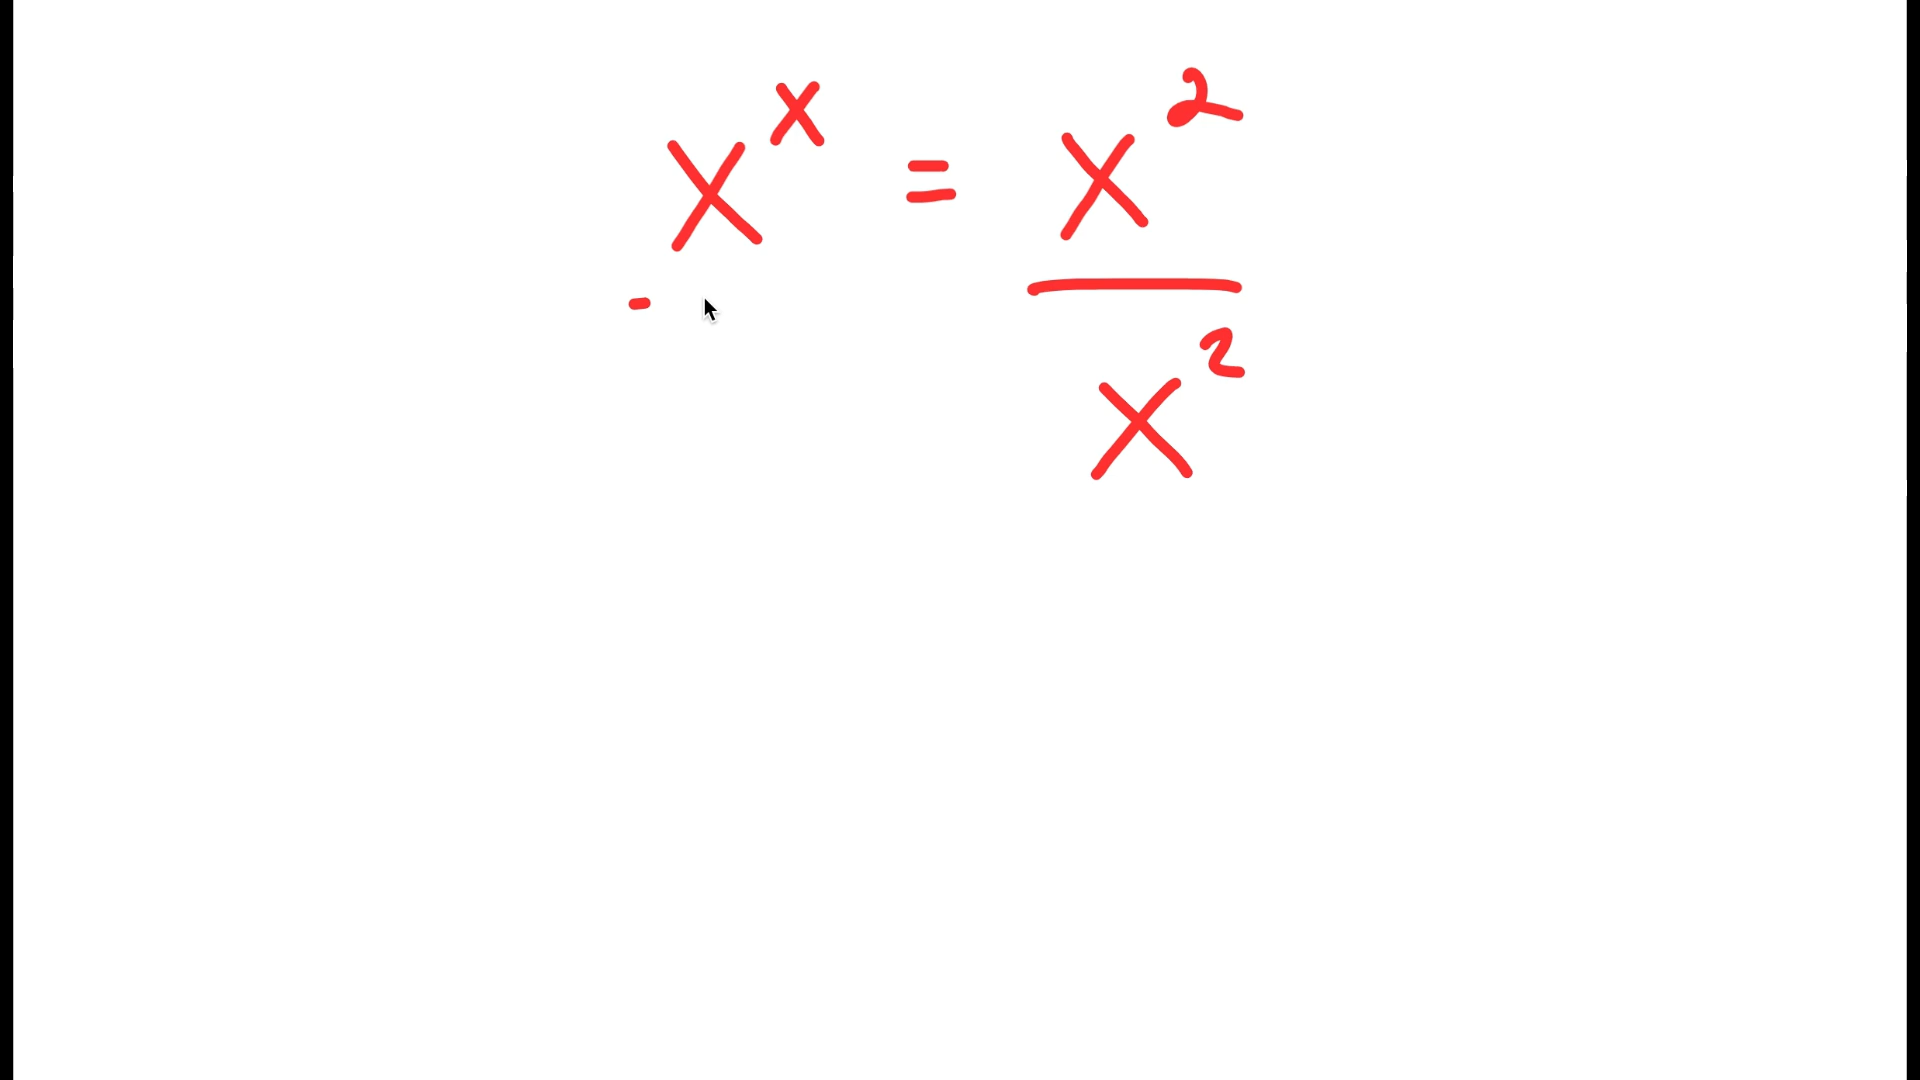 x^x = x^2
- x^2